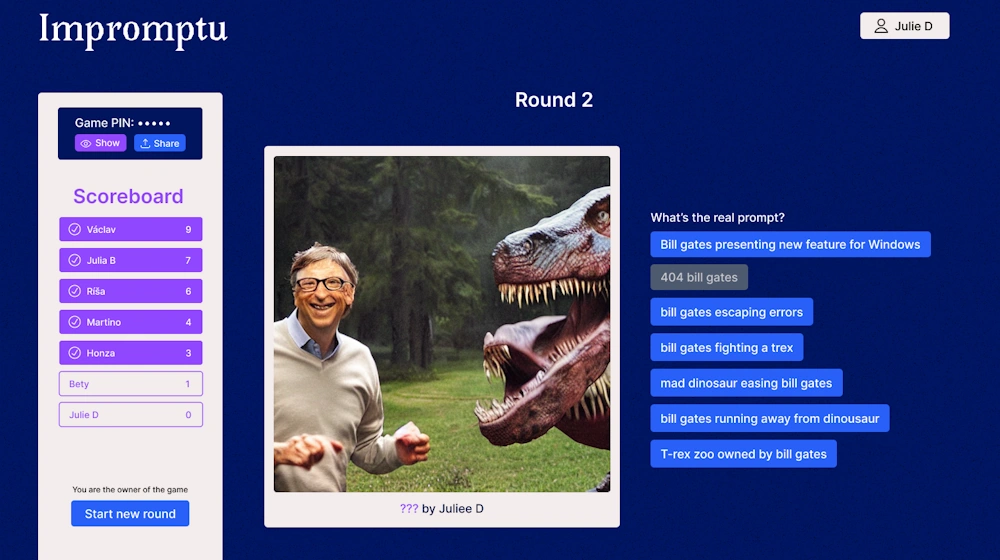 Impromptu
Julie D
Game PIN: •••••
Show
Share
Scoreboard
Václav 9
Julia B 7
Ríša 6
Martino 4
Honza 3
Bety 1
Julie D 0
You are the owner of the game
Start new round
Round 2
??? by Juliee D
What's the real prompt?
Bill gates presenting new feature for Windows
404 bill gates
bill gates escaping errors
bill gates fighting a trex
mad dinosaur easing bill gates
bill gates running away from dinousaur
T-rex zoo owned by bill gates